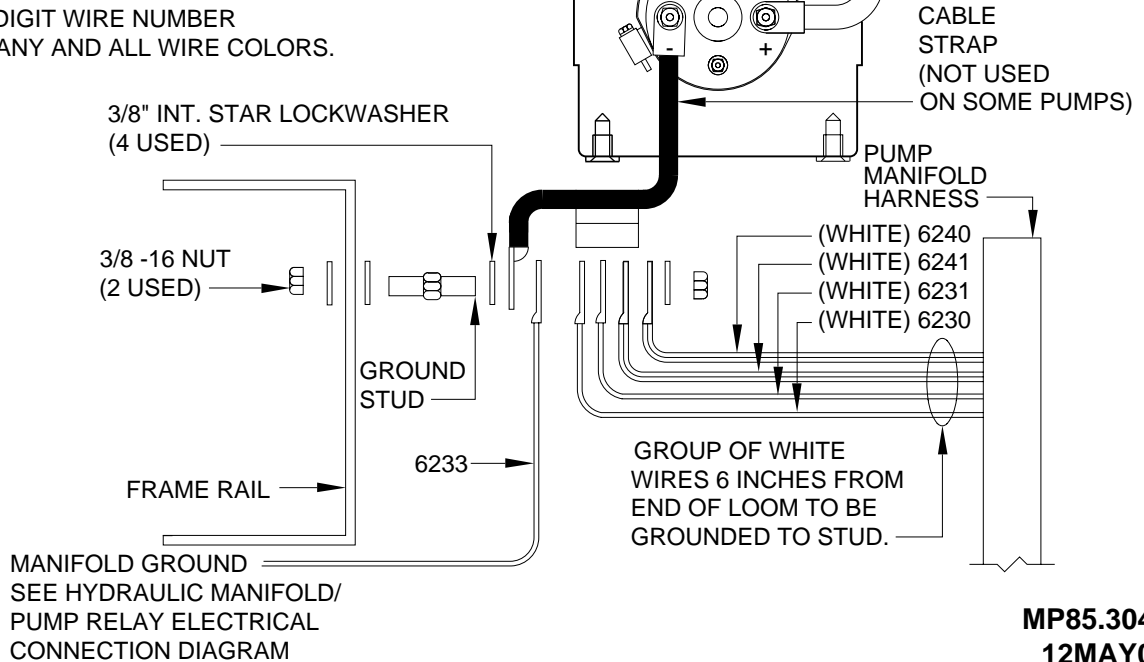 DIGIT WIRE NUMBER
ANY AND ALL WIRE COLORS.
-
+
CABLE
STRAP
(NOT USED
ON SOME PUMPS)
3/8" INT. STAR LOCKWASHER
(4 USED)
PUMP
MANIFOLD
HARNESS
3/8 -16 NUT
(2 USED)
(WHITE) 6240
(WHITE) 6241
(WHITE) 6231
(WHITE) 6230
GROUND
STUD
6233
FRAME RAIL
GROUP OF WHITE
WIRES 6 INCHES FROM
END OF LOOM TO BE
GROUNDED TO STUD.
MANIFOLD GROUND
SEE HYDRAULIC MANIFOLD/
PUMP RELAY ELECTRICAL
CONNECTION DIAGRAM
MP85.304
12MAY0